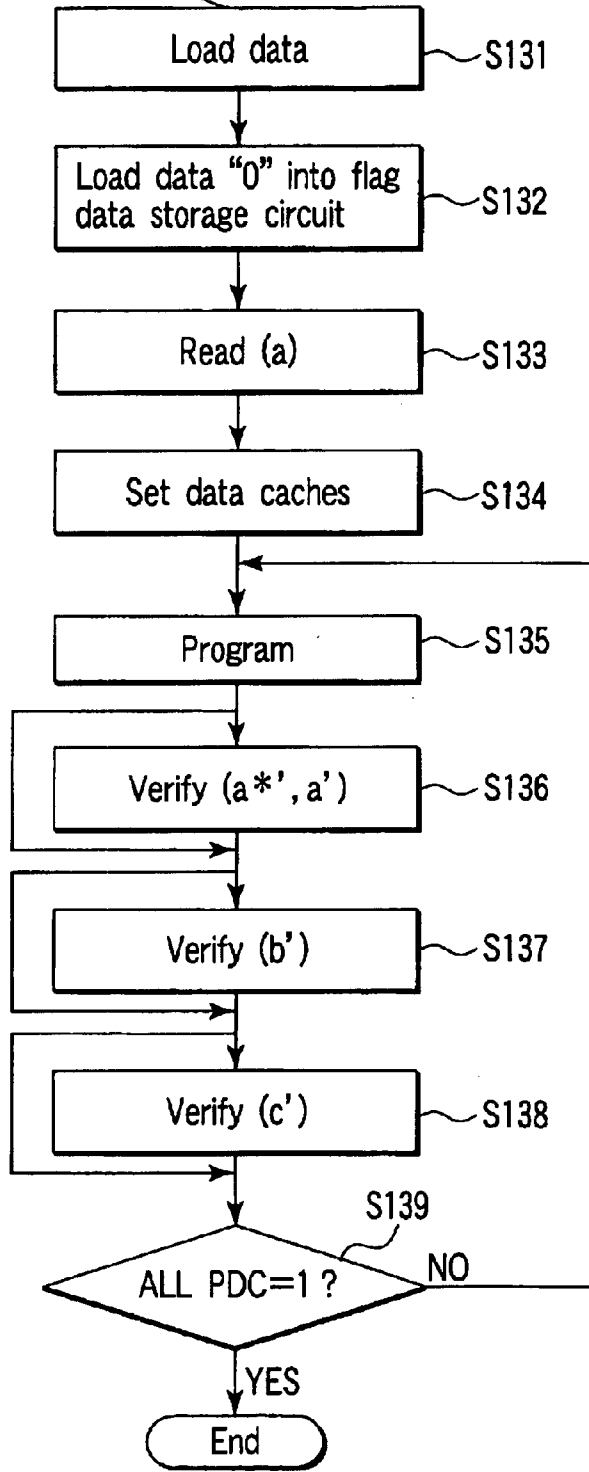 Load data
S131
Load data “0” into flag
data storage circuit
S132
Read (a)
S133
Set data caches
S134
Program
S135
Verify (a*', a')
S136
Verify (b')
S137
Verify (c')
S138
S139
ALL PDC=1 ?
NO
YES
End